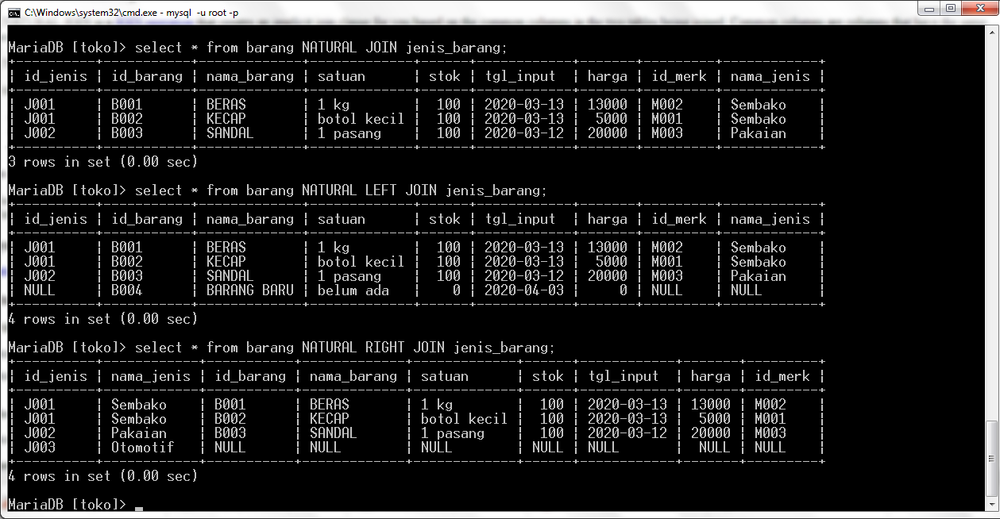 C:\Windows\system32\cmd.exe - mysql  -u root -p
MariaDB [toko]> select * from barang NATURAL JOIN jenis_barang;
+----------+-----------+-------------+-------------+------+------------+-------+---------+------------+
| id_jenis | id_barang | nama_barang | satuan      | stok | tgl_input  | harga | id_merk | nama_jenis |
+----------+-----------+-------------+-------------+------+------------+-------+---------+------------+
| J001     | B001      | BERAS       | 1 kg        |  100 | 2020-03-13 | 13000 | M002    | Sembako    |
| J001     | B002      | KECAP       | botol kecil |  100 | 2020-03-13 |  5000 | M001    | Sembako    |
| J002     | B003      | SANDAL      | 1 pasang    |  100 | 2020-03-12 | 20000 | M003    | Pakaian    |
+----------+-----------+-------------+-------------+------+------------+-------+---------+------------+
3 rows in set (0.00 sec)
MariaDB [toko]> select * from barang NATURAL LEFT JOIN jenis_barang;
+----------+-----------+-------------+-------------+------+------------+-------+---------+------------+
| id_jenis | id_barang | nama_barang | satuan      | stok | tgl_input  | harga | id_merk | nama_jenis |
+----------+-----------+-------------+-------------+------+------------+-------+---------+------------+
| J001     | B001      | BERAS       | 1 kg        |  100 | 2020-03-13 | 13000 | M002    | Sembako    |
| J001     | B002      | KECAP       | botol kecil |  100 | 2020-03-13 |  5000 | M001    | Sembako    |
| J002     | B003      | SANDAL      | 1 pasang    |  100 | 2020-03-12 | 20000 | M003    | Pakaian    |
| NULL     | B004      | BARANG BARU | belum ada   |    0 | 2020-04-03 |     0 | NULL    | NULL       |
+----------+-----------+-------------+-------------+------+------------+-------+---------+------------+
4 rows in set (0.00 sec)
MariaDB [toko]> select * from barang NATURAL RIGHT JOIN jenis_barang;
+----------+------------+-----------+-------------+-------------+------+------------+-------+---------+
| id_jenis | nama_jenis | id_barang | nama_barang | satuan      | stok | tgl_input  | harga | id_merk |
+----------+------------+-----------+-------------+-------------+------+------------+-------+---------+
| J001     | Sembako    | B001      | BERAS       | 1 kg        |  100 | 2020-03-13 | 13000 | M002    |
| J001     | Sembako    | B002      | KECAP       | botol kecil |  100 | 2020-03-13 |  5000 | M001    |
| J002     | Pakaian    | B003      | SANDAL      | 1 pasang    |  100 | 2020-03-12 | 20000 | M003    |
| J003     | Otomotif   | NULL      | NULL        | NULL        | NULL | NULL       |  NULL | NULL    |
+----------+------------+-----------+-------------+-------------+------+------------+-------+---------+
4 rows in set (0.00 sec)
MariaDB [toko]> _